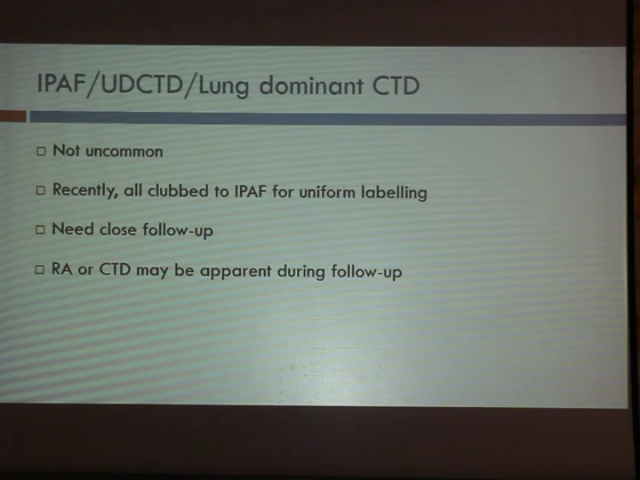 IPAF/UDCTD/Lung dominant CTD
Not uncommon
Recently, all clubbed to IPAF for uniform labelling
Need close follow-up
RA or CTD may be apparent during follow-up